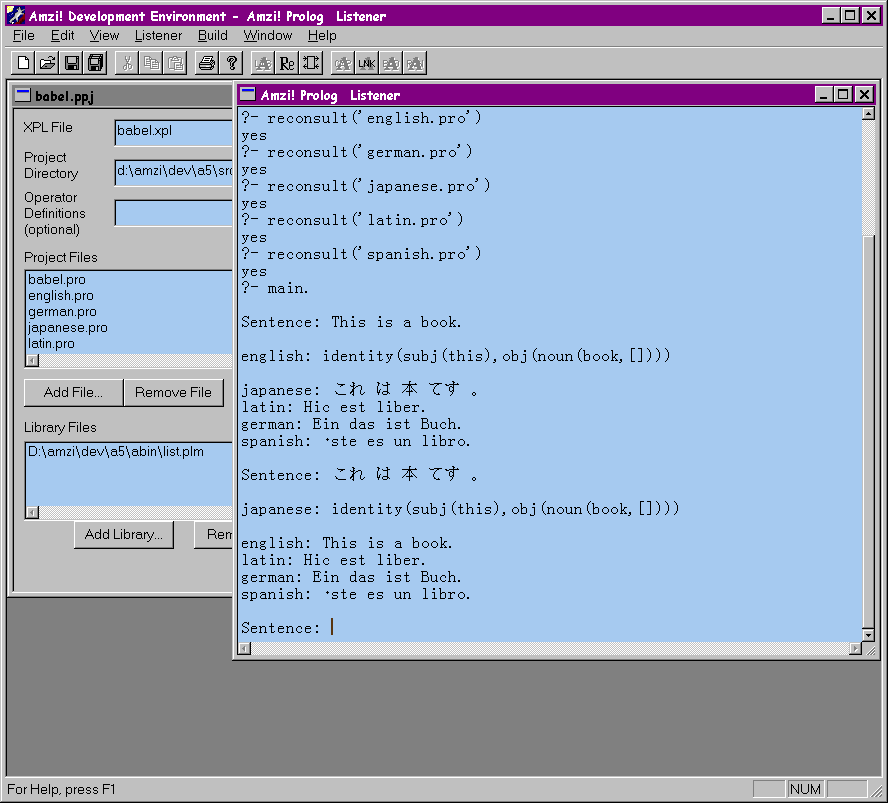 Amzi! Development Environment - Amzi! Prolog Listener
File Edit View Listener Build Window Help
Re LNK
babel.ppj
XPL File
babel.xpl
Project Directory
d:\amzi\dev\a5\src
Operator Definitions (optional)
Project Files
babel.pro
english.pro
german.pro
japanese.pro
latin.pro
Add File... Remove File
Library Files
D:\amzi\dev\a5\abin\list.plm
Add Library... Rem
Amzi! Prolog Listener
?- reconsult('english.pro')
yes
?- reconsult('german.pro')
yes
?- reconsult('japanese.pro')
yes
?- reconsult('latin.pro')
yes
?- reconsult('spanish.pro')
yes
?- main.
Sentence: This is a book.
english: identity(subj(this),obj(noun(book,[])))
japanese: これ は 本 てす 。
latin: Hic est liber.
german: Ein das ist Buch.
spanish: ･ste es un libro.
Sentence: これ は 本 てす 。
japanese: identity(subj(this),obj(noun(book,[])))
english: This is a book.
latin: Hic est liber.
german: Ein das ist Buch.
spanish: ･ste es un libro.
Sentence:
For Help, press F1
NUM